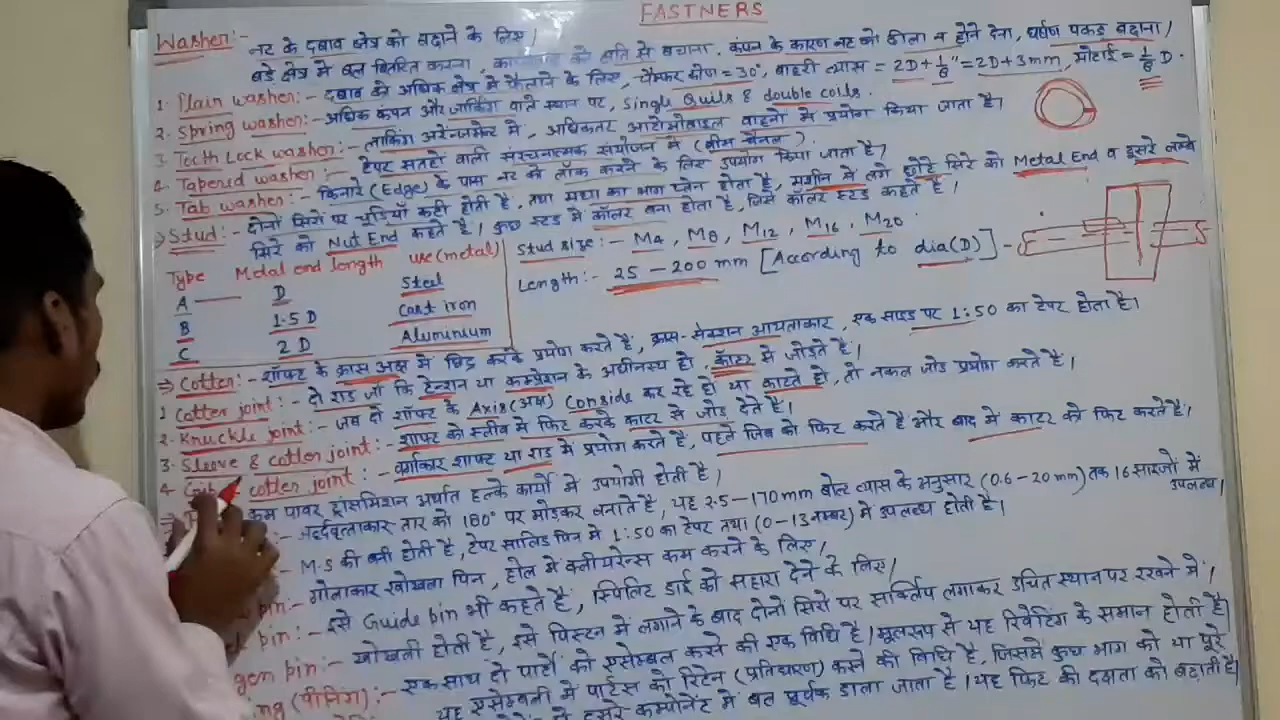 FASTNERS
Washer:- नट के दबाव क्षेत्र को बढ़ाने के लिए।
बड़े क्षेत्र में बल वितरित करना, को क्षति से बचाना, कंपन के कारण नट को ढीला न होने देना, घर्षण पकड़ बढ़ाना।
1. Plain washer:- दबाव को अधिक क्षेत्र में फैलाने के लिए, चैम्फर कोण = 30°, बाहरी व्यास = 2D+1/8" = 2D+3mm, मोटाई = 1/8 D.
2. Spring washer:- अधिक कंपन और जर्किंग वाले स्थान पर, Single & double coils.
3. Tooth Lock washer:- लॉकिंग अरेन्जमेंट में, अधिकतर आटोमोबाइल वाहनों में प्रयोग किया जाता है।
4. Tapered washer:- टेपर सतहों वाली संरचनात्मक संयोजन में (बीम चैनल)
5. Tab washer:- किनारे (Edge) के पास नट को लॉक करने के लिए उपयोग किया जाता है।
⇒ Stud:- दोनों सिरों पर चूड़ियाँ कटी होती है, तथा मध्य का भाग प्लेन होता है, मशीन में लगे छोटे सिरे को Metal End व दूसरे लम्बे
सिरे को Nut End कहते है। कुछ स्टड में कॉलर बना होता है, जिसे कॉलर स्टड कहते है।
Type Metal end length use (metal)
A D Steel
B 1.5 D Cast iron
C 2 D Aluminium
Stud size:- M4, M8, M12, M16, M20
Length:- 25 - 200 mm [According to dia(D)]
⇒ Cotter:- शॉफ्ट के क्रास अक्ष में छिद्र करके प्रयोग करते है, क्रास-सेक्शन आयताकार, एक साइड पर 1:50 का टेपर होता है।
1 Cotter joint:- दो राड जो कि टेन्शन या कम्प्रेशन के अधीनस्थ हो, कॉटर से जोड़ते है।
2. Knuckle joint:- जब दो शॉफ्ट के Axis (अक्ष) Conside कर रहे हो या काटते हो, तो नकल जोड़ प्रयोग करते है।
3. Sleeve & cotter joint:- शाफ्ट को स्लीव में फिट करके काटर से जोड़ देते है।
4. cotter joint:- वर्गाकार शाफ्ट या राड में प्रयोग करते है, पहले जिब को फिट करते है और बाद में काटर को फिट करते है।
कम पावर ट्रांसमिशन अर्थात हल्के कार्यो में उपयोगी होती है।
:- अर्द्धवृत्ताकार तार को 180° पर मोड़कर बनाते है, यह 2.5 - 170 mm बोल्ट व्यास के अनुसार (0.6 - 20 mm) तक 16 साइजों में उपलब्ध।
- M.S की बनी होती है, टेपर सालिड पिन में 1:50 का टेपर तथा (0-13 नम्बर) में उपलब्ध होती है।
pin:- गोलाकार खोखला पिन, होल में क्लीयरेन्स कम करने के लिए।
pin:- इसे Guide pin भी कहते है, स्पिलिट डाई को सहारा देने के लिए।
pin:- खोखली होती है, इसे पिस्टन में लगाने के बाद दोनो सिरो पर सर्क्लिप लगाकर उचित स्थान पर रखने में।
:- एक साथ दो पार्टो को एसेम्बल करने की एक विधि है। मूलरूप से यह रिवेटिंग के समान होती है।
यह एसेम्बली में पार्टस को रिटेन (प्रतिधारण) करने की विधि है, जिसमें कुछ भाग को या पूरे
दूसरे कम्पोनेंट में बल पूर्वक डाला जाता है। यह फिट की दक्षता को बढ़ाती है।